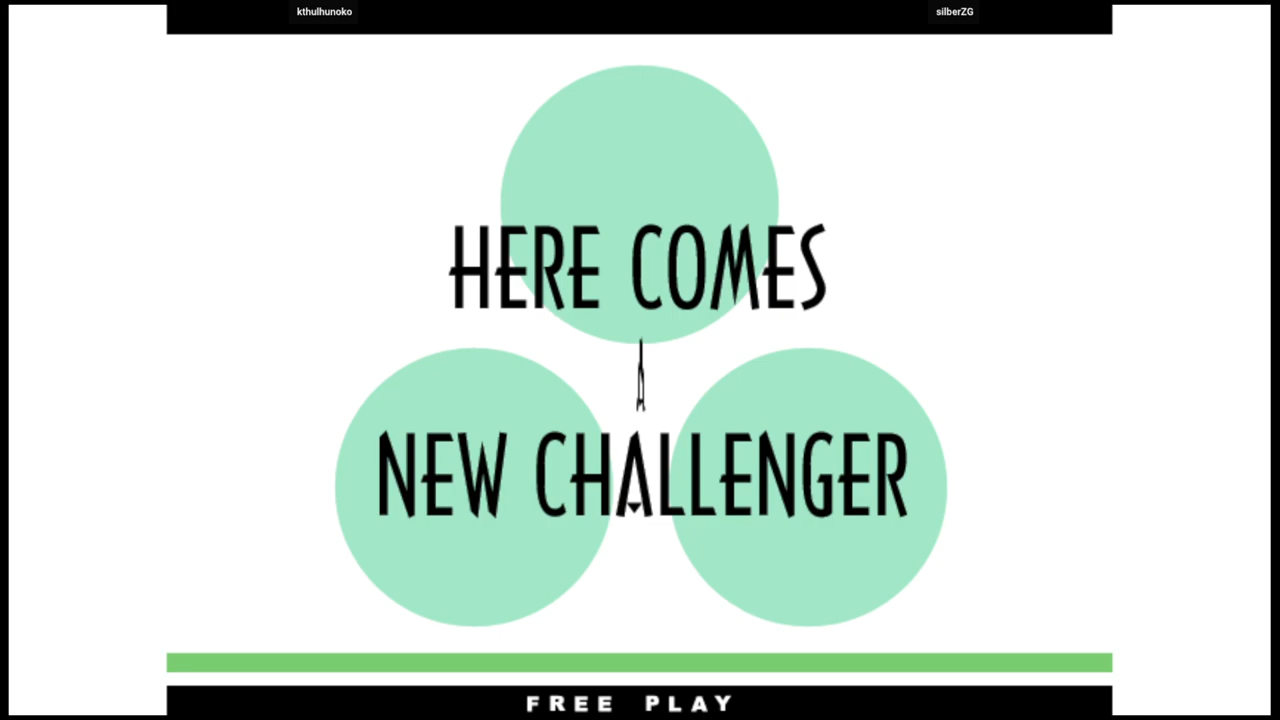 kthulhunoko
silberZG
HERE COMES
A
NEW CHALLENGER
FREE PLAY